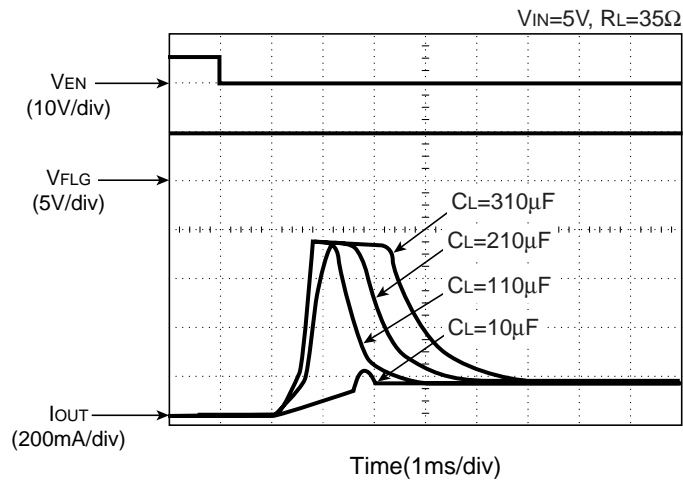 VIN=5V, RL=35Ω
VEN
(10V/div)
VFLG
(5V/div)
CL=310µF
CL=210µF
CL=110µF
CL=10µF
IOUT
(200mA/div)
Time(1ms/div)